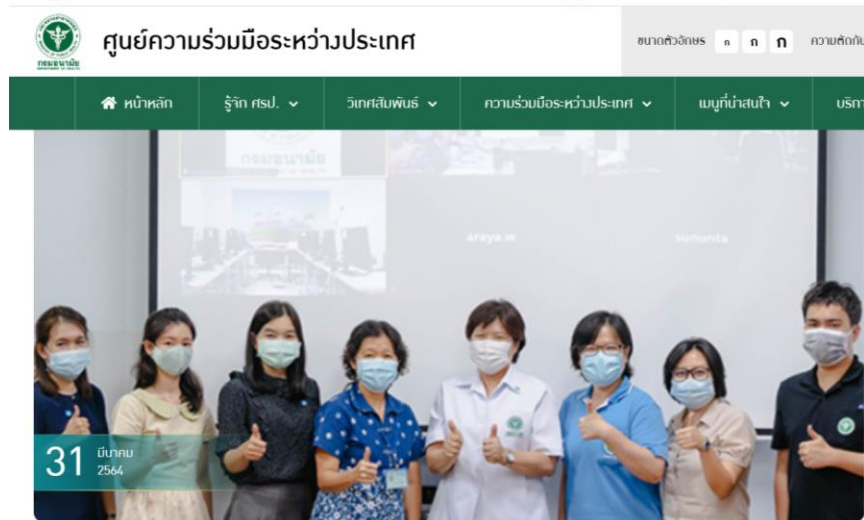 ศูนย์ความร่วมมือระหว่างประเทศ
ขนาดตัวอักษร ก ก ก
กรมอนามัย
DEPARTMENT OF HEALTH
หน้าหลัก รู้จัก ศรป. วิเทศสัมพันธ์ ความร่วมมือระหว่างประเทศ เมนูที่น่าสนใจ
กรมอนามัย
araya.w sununta
31 มีนาคม
2564